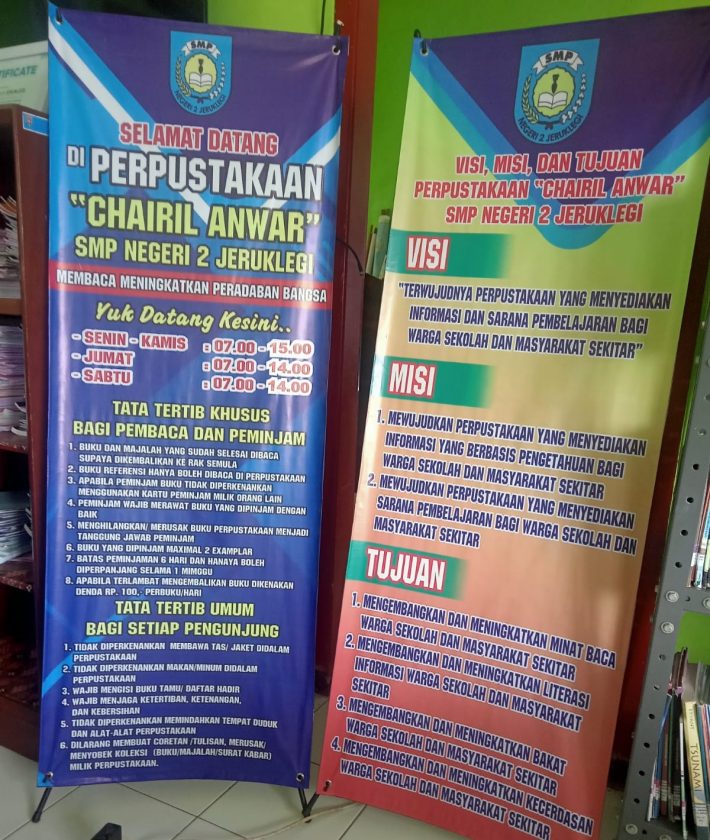 CERTIFICATE
SMP
NEGERI 2 JERUKLEGI
SELAMAT DATANG
DI PERPUSTAKAAN
"CHAIRIL ANWAR"
SMP NEGERI 2 JERUKLEGI
MEMBACA MENINGKATKAN PERADABAN BANGSA
Yuk Datang Kesini..
- SENIN - KAMIS : 07.00 - 15.00
- JUMAT : 07.00 - 14.00
- SABTU : 07.00 - 14.00
TATA TERTIB KHUSUS
BAGI PEMBACA DAN PEMINJAM
1. BUKU DAN MAJALAH YANG SUDAH SELESAI DIBACA
SUPAYA DIKEMBALIKAN KE RAK SEMULA
2. BUKU REFERENSI HANYA BOLEH DIBACA DI PERPUSTAKAAN
3. APABILA PEMINJAM BUKU TIDAK DIPERKENANKAN
MENGGUNAKAN KARTU PEMINJAM MILIK ORANG LAIN
4. PEMINJAM WAJIB MERAWAT BUKU YANG DIPINJAM DENGAN
BAIK
5. MENGHILANGKAN/ MERUSAK BUKU PERPUSTAKAAN MENJADI
TANGGUNG JAWAB PEMINJAM
6. BUKU YANG DIPINJAM MAXIMAL 2 EXAMPLAR
7. BATAS PEMINJAMAN 6 HARI DAN HANAYA BOLEH
DIPERPANJANG SELAMA 1 MIMOGU
8. APABILA TERLAMBAT MENGEMBALIKAN BUKU DIKENAKAN
DENDA RP. 100,- PERBUKU/HARI
TATA TERTIB UMUM
BAGI SETIAP PENGUNJUNG
1. TIDAK DIPERKENANKAN MEMBAWA TAS/ JAKET DIDALAM
PERPUSTAKAAN
2. TIDAK DIPERKENANKAN MAKAN/MINUM DIDALAM
PERPUSTAKAAN
3. WAJIB MENGISI BUKU TAMU/ DAFTAR HADIR
4. WAJIB MENJAGA KETERTIBAN, KETENANGAN,
DAN KEBERSIHAN
5. TIDAK DIPERKENANKAN MEMINDAHKAN TEMPAT DUDUK
DAN ALAT-ALAT PERPUSTAKAAN
6. DILARANG MEMBUAT CORETAN /TULISAN, MERUSAK/
MENYOBEK KOLEKSI (BUKU/MAJALAH/SURAT KABAR)
MILIK PERPUSTAKAAN.
SMP
NEGERI 2 JERUKLEGI
VISI, MISI, DAN TUJUAN
PERPUSTAKAAN "CHAIRIL ANWAR"
SMP NEGERI 2 JERUKLEGI
VISI
"TERWUJUDNYA PERPUSTAKAAN YANG MENYEDIAKAN
INFORMASI DAN SARANA PEMBELAJARAN BAGI
WARGA SEKOLAH DAN MASYARAKAT SEKITAR"
MISI
1. MEWUJUDKAN PERPUSTAKAAN YANG MENYEDIAKAN
INFORMASI YANG BERBASIS PENGETAHUAN BAGI
WARGA SEKOLAH DAN MASYARAKAT SEKITAR
2. MEWUJUDKAN PERPUSTAKAAN YANG MENYEDIAKAN
SARANA PEMBELAJARAN BAGI WARGA SEKOLAH DAN
MASYARAKAT SEKITAR
TUJUAN
1. MENGEMBANGKAN DAN MENINGKATKAN MINAT BACA
WARGA SEKOLAH DAN MASYARAKAT SEKITAR
2. MENGEMBANGKAN DAN MENINGKATKAN LITERASI
INFORMASI WARGA SEKOLAH DAN MASYARAKAT
SEKITAR
3. MENGEMBANGKAN DAN MENINGKATKAN BAKAT
WARGA SEKOLAH DAN MASYARAKAT SEKITAR
4. MENGEMBANGKAN DAN MENINGKATKAN KECERDASAN
WARGA SEKOLAH DAN MASYARAKAT SEKITAR
TSUNAMI